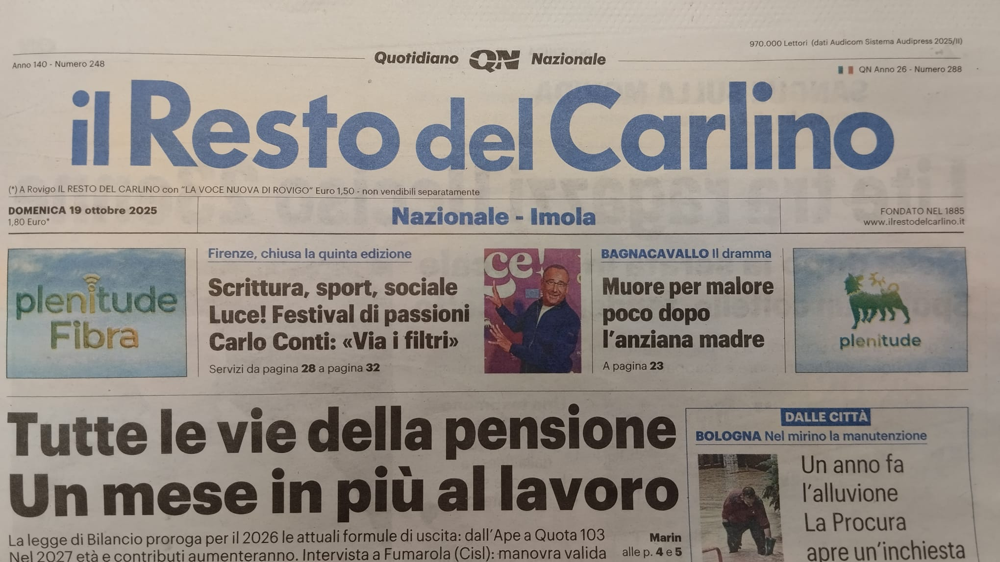 970.000 Lettori (dati Audicom Sistema Audipress 2025/II)
Quotidiano QN Nazionale
Anno 140 - Numero 248
QN Anno 26 - Numero 288
il Resto del Carlino
(*) A Rovigo IL RESTO DEL CARLINO con “LA VOCE NUOVA DI ROVIGO” Euro 1,50 - non vendibili separatamente
DOMENICA 19 ottobre 2025
1,80 Euro*
Nazionale - Imola
FONDATO NEL 1885
www.ilrestodelcarlino.it
plenitude
Fibra
Firenze, chiusa la quinta edizione
Scrittura, sport, sociale
Luce! Festival di passioni
Carlo Conti: «Via i filtri»
Servizi da pagina 28 a pagina 32
ce!
BAGNACAVALLO Il dramma
Muore per malore
poco dopo
l’anziana madre
A pagina 23
plenitude
Tutte le vie della pensione
Un mese in più al lavoro
La legge di Bilancio proroga per il 2026 le attuali formule di uscita: dall’Ape a Quota 103
Nel 2027 età e contributi aumenteranno. Intervista a Fumarola (Cisl): manovra valida
Marin
alle p. 4 e 5
DALLE CITTÀ
BOLOGNA Nel mirino la manutenzione
Un anno fa
l’alluvione
La Procura
apre un’inchiesta